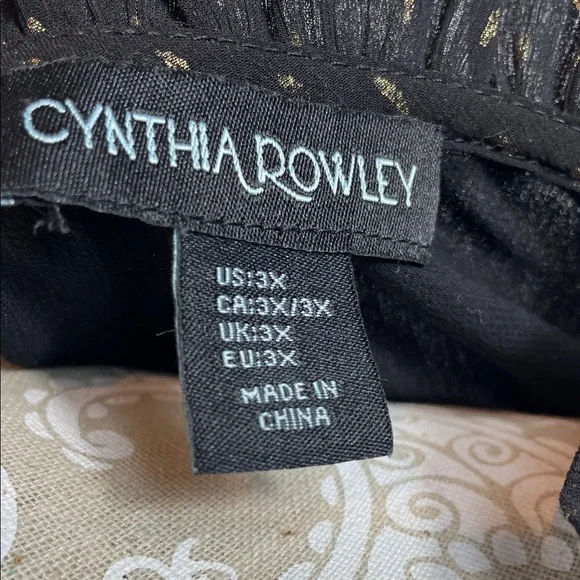 CYNTHIA ROWLEY
US:3X
CA:3X/3X
UK:3X
EU:3X
MADE IN
CHINA